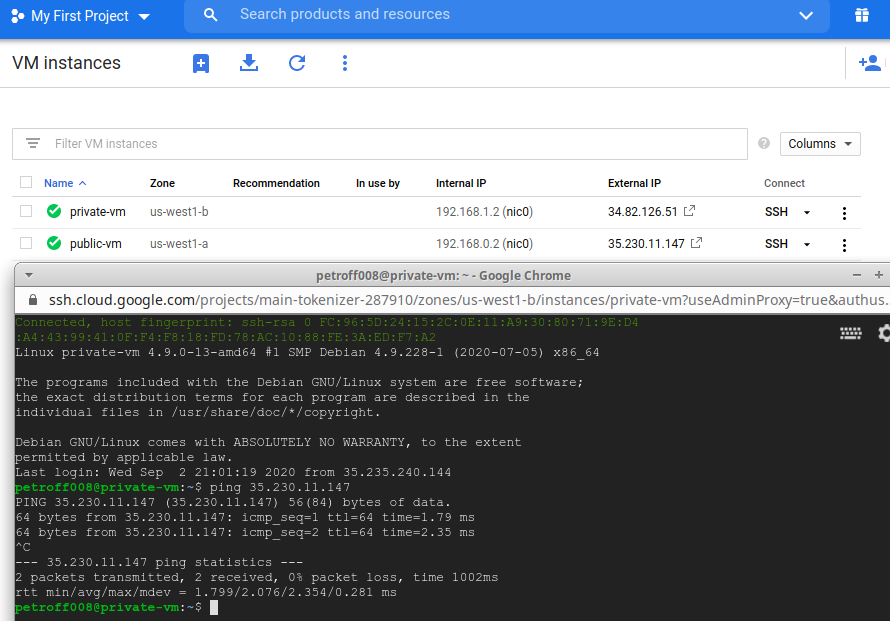 My First Project
Search products and resources
VM instances
Filter VM instances
Columns
Name Zone Recommendation In use by Internal IP External IP Connect
private-vm us-west1-b 192.168.1.2 (nic0) 34.82.126.51 SSH
public-vm us-west1-a 192.168.0.2 (nic0) 35.230.11.147 SSH
petroff008@private-vm: ~ - Google Chrome
ssh.cloud.google.com/projects/main-tokenizer-287910/zones/us-west1-b/instances/private-vm?useAdminProxy=true&authus...
Connected, host fingerprint: ssh-rsa 0 FC:96:5D:24:15:2C:0E:11:A9:30:80:71:9E:D4
:A4:43:99:41:0F:F4:F8:18:FD:78:AC:10:88:FE:3A:ED:F7:A2
Linux private-vm 4.9.0-13-amd64 #1 SMP Debian 4.9.228-1 (2020-07-05) x86_64
The programs included with the Debian GNU/Linux system are free software;
the exact distribution terms for each program are described in the
individual files in /usr/share/doc/*/copyright.
Debian GNU/Linux comes with ABSOLUTELY NO WARRANTY, to the extent
permitted by applicable law.
Last login: Wed Sep  2 21:01:19 2020 from 35.235.240.144
petroff008@private-vm:~$ ping 35.230.11.147
PING 35.230.11.147 (35.230.11.147) 56(84) bytes of data.
64 bytes from 35.230.11.147: icmp_seq=1 ttl=64 time=1.79 ms
64 bytes from 35.230.11.147: icmp_seq=2 ttl=64 time=2.35 ms
^C
--- 35.230.11.147 ping statistics ---
2 packets transmitted, 2 received, 0% packet loss, time 1002ms
rtt min/avg/max/mdev = 1.799/2.076/2.354/0.281 ms
petroff008@private-vm:~$